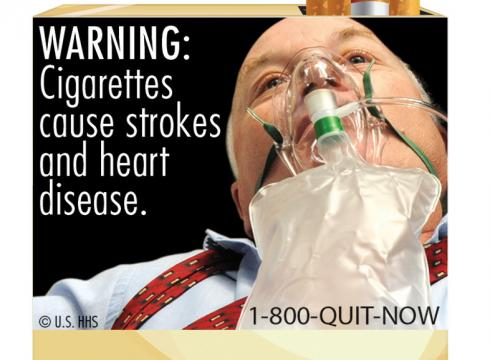 WARNING:
Cigarettes
cause strokes
and heart
disease.
1-800-QUIT-NOW
© U.S. HHS